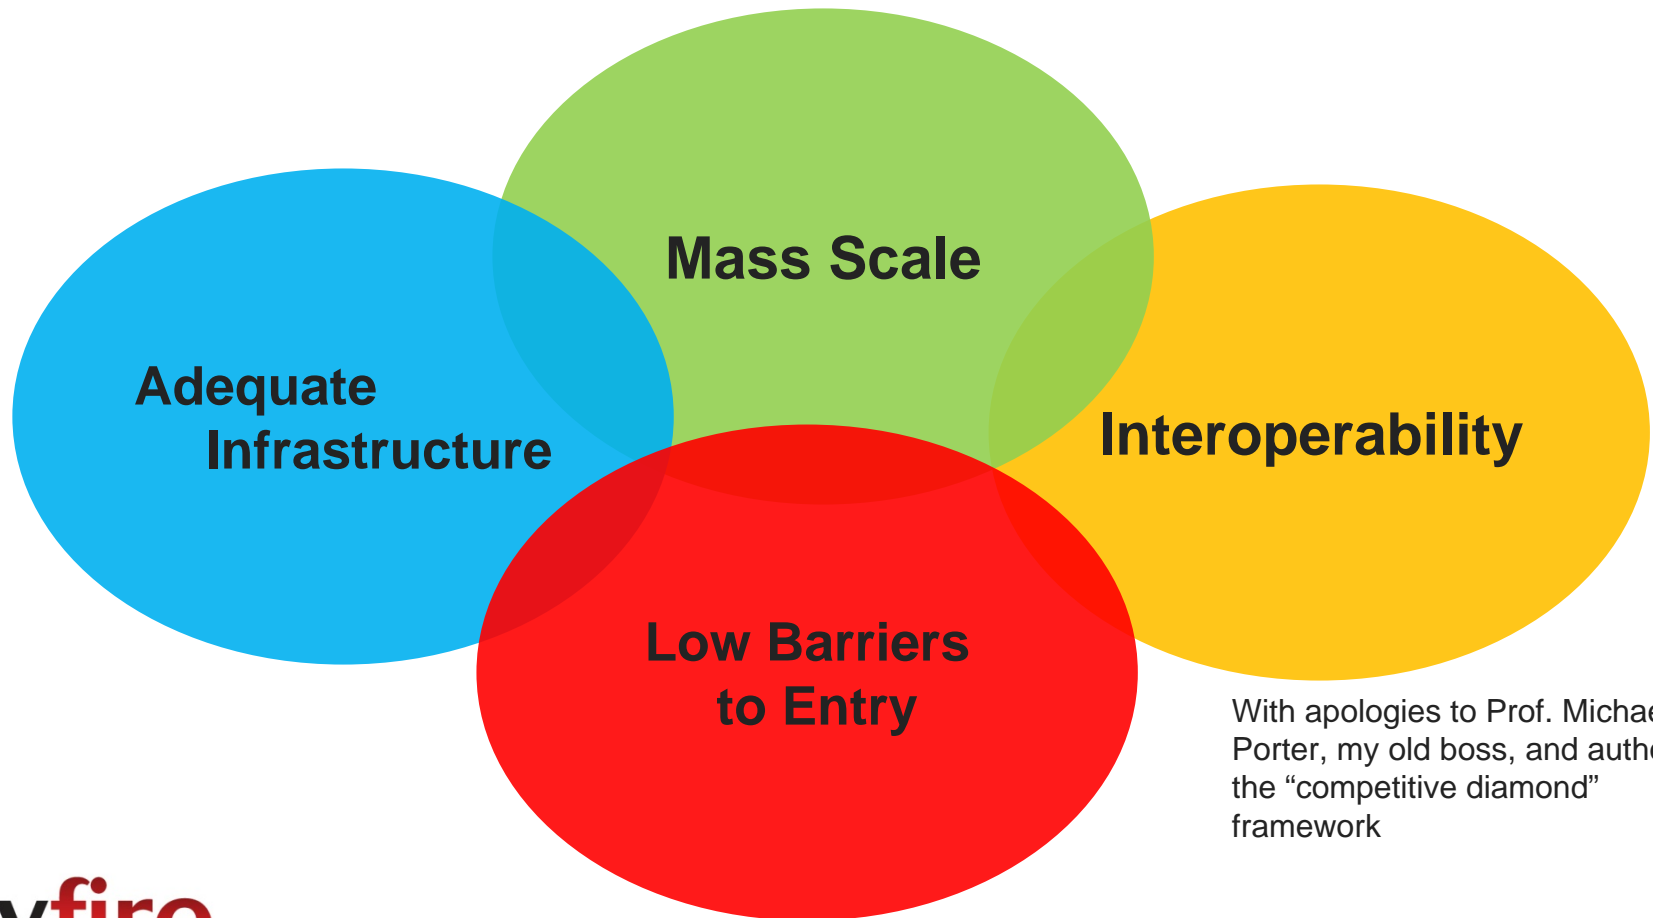 Mass Scale
Adequate
Infrastructure
Interoperability
Low Barriers
to Entry
With apologies to Prof.
Porter, my old boss, and
the “competitive diamond”
framework